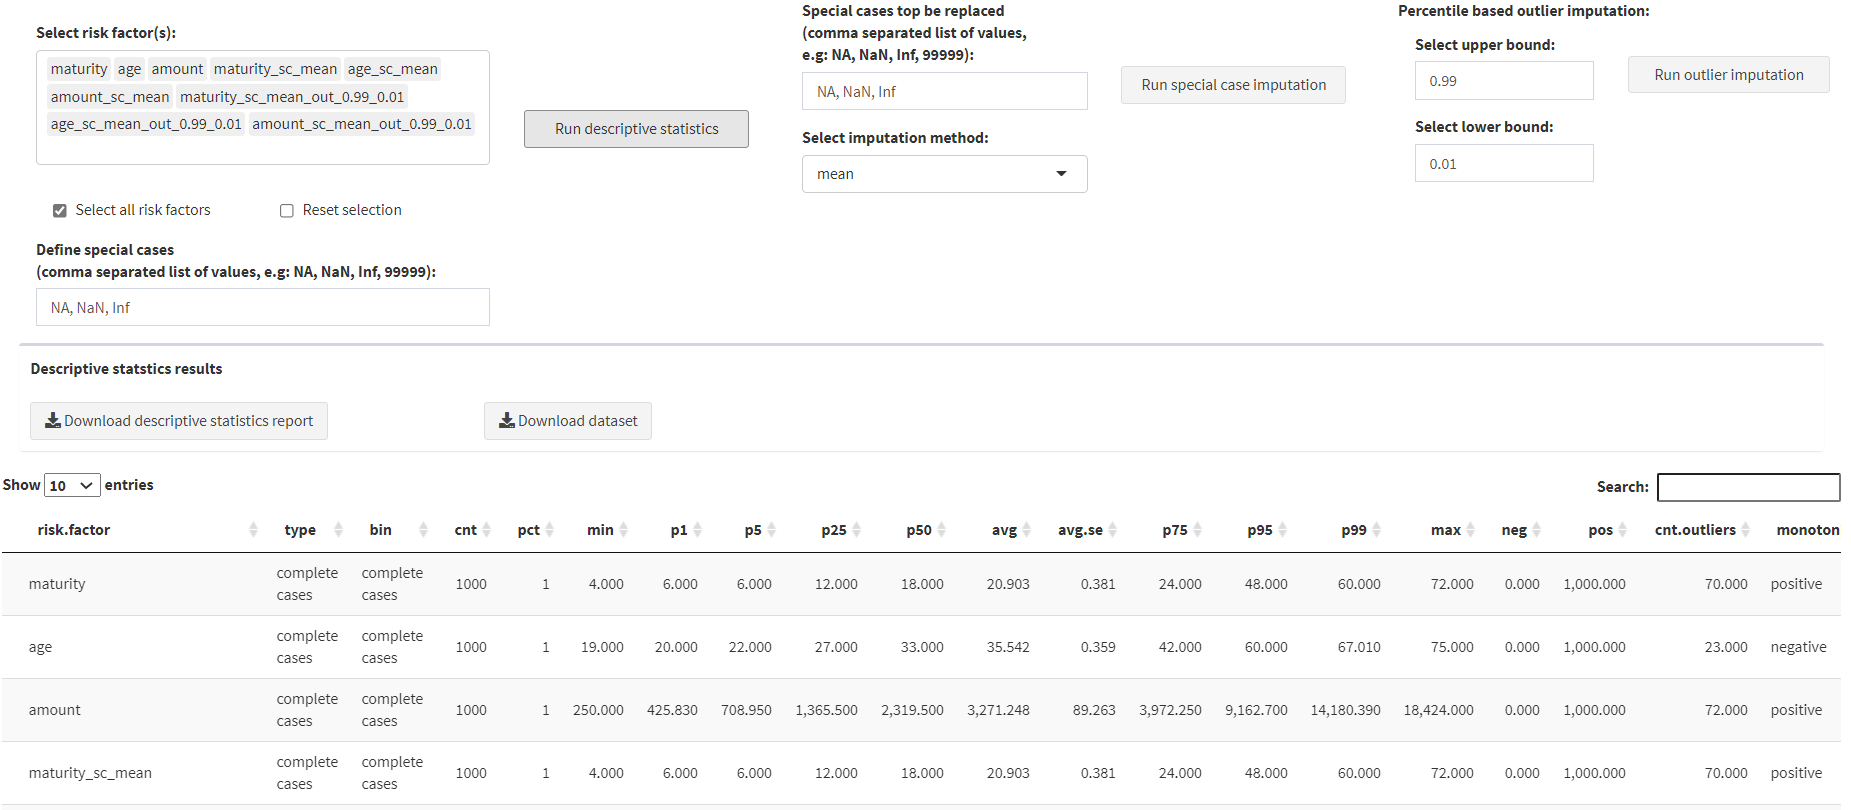 Select risk factor(s):
maturity age amount maturity_sc_mean age_sc_mean
amount_sc_mean maturity_sc_mean_out_0.99_0.01
age_sc_mean_out_0.99_0.01 amount_sc_mean_out_0.99_0.01
Select all risk factors Reset selection
Define special cases
(comma separated list of values, e.g: NA, NaN, Inf, 99999):
NA, NaN, Inf
Run descriptive statistics
Special cases top be replaced
(comma separated list of values,
e.g: NA, NaN, Inf, 99999):
NA, NaN, Inf
Run special case imputation
Select imputation method:
mean
Percentile based outlier imputation:
Select upper bound:
0.99
Run outlier imputation
Select lower bound:
0.01
Descriptive statstics results
Download descriptive statistics report Download dataset
Show 10 entries Search:
risk.factor type bin cnt pct min p1 p5 p25 p50 avg avg.se p75 p95 p99 max neg pos cnt.outliers monoton
maturity complete cases complete cases 1000 1 4.000 6.000 6.000 12.000 18.000 20.903 0.381 24.000 48.000 60.000 72.000 0.000 1,000.000 70.000 positive
age complete cases complete cases 1000 1 19.000 20.000 22.000 27.000 33.000 35.542 0.359 42.000 60.000 67.010 75.000 0.000 1,000.000 23.000 negative
amount complete cases complete cases 1000 1 250.000 425.830 708.950 1,365.500 2,319.500 3,271.248 89.263 3,972.250 9,162.700 14,180.390 18,424.000 0.000 1,000.000 72.000 positive
maturity_sc_mean complete cases complete cases 1000 1 4.000 6.000 6.000 12.000 18.000 20.903 0.381 24.000 48.000 60.000 72.000 0.000 1,000.000 70.000 positive